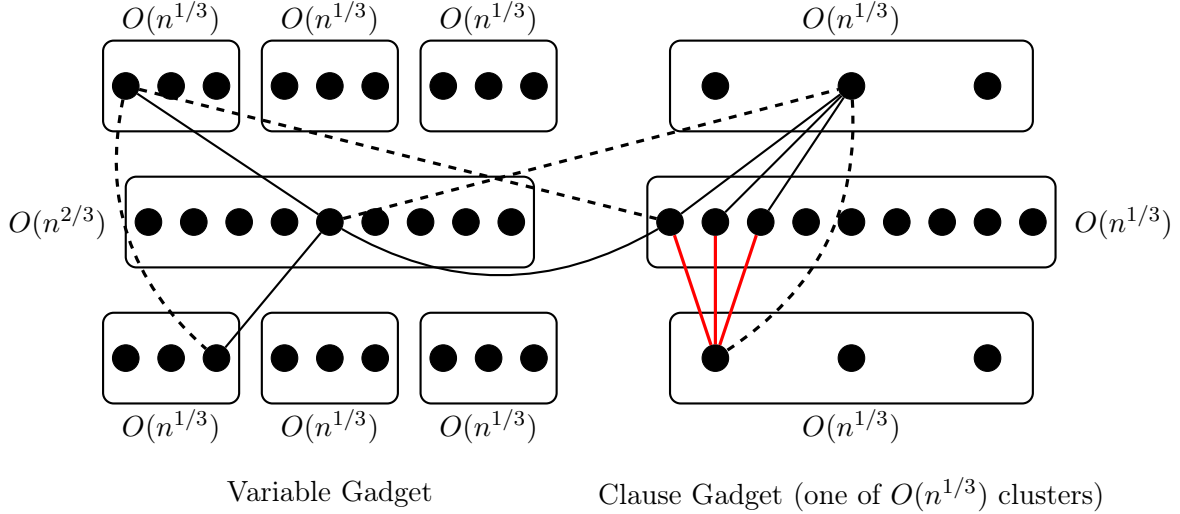 O(n^{1/3}) O(n^{1/3}) O(n^{1/3}) O(n^{1/3})
O(n^{2/3}) O(n^{1/3})
O(n^{1/3}) O(n^{1/3}) O(n^{1/3}) O(n^{1/3})
Variable Gadget Clause Gadget (one of O(n^{1/3}) clusters)